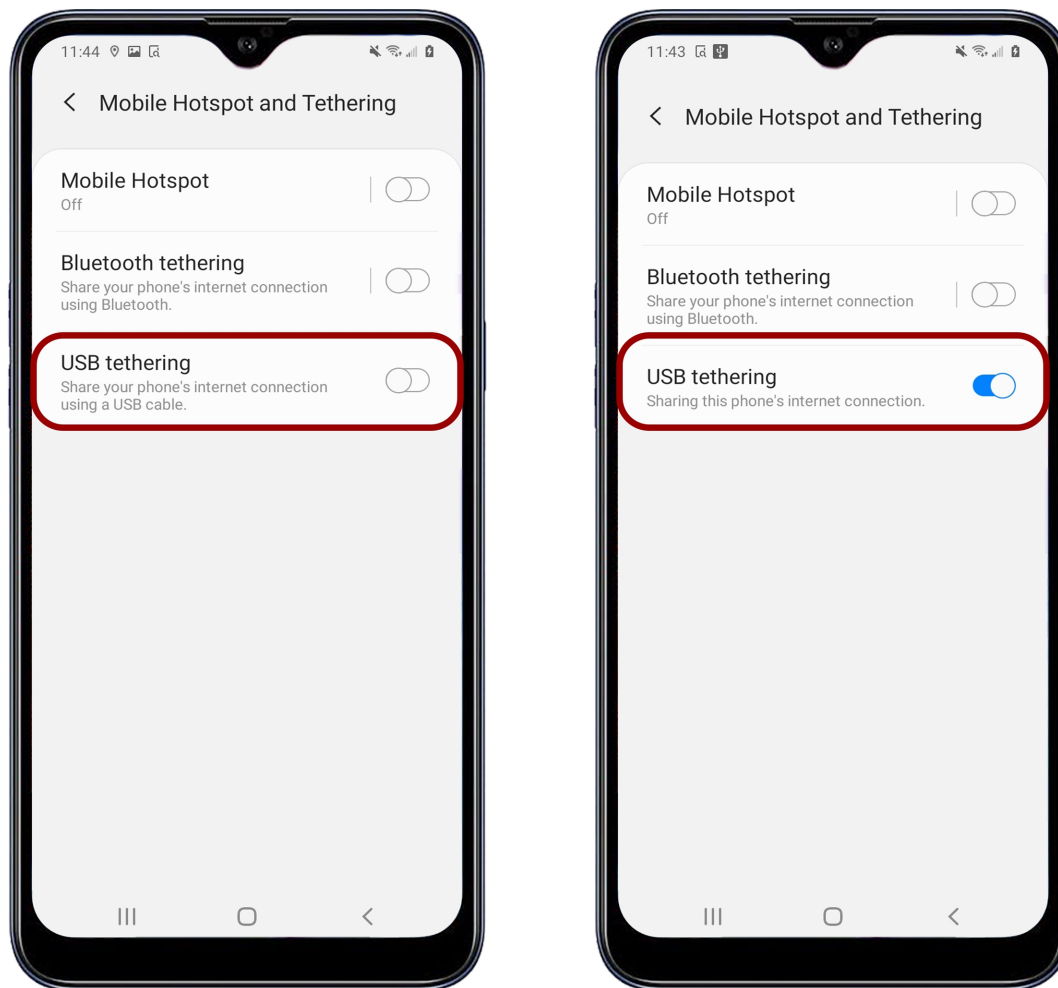 11:44
Mobile Hotspot and Tethering
Mobile Hotspot
Off
Bluetooth tethering
Share your phone's internet connection
using Bluetooth.
USB tethering
Share your phone's internet connection
using a USB cable.
11:43
Mobile Hotspot and Tethering
Mobile Hotspot
Off
Bluetooth tethering
Share your phone's internet connection
using Bluetooth.
USB tethering
Sharing this phone's internet connection.